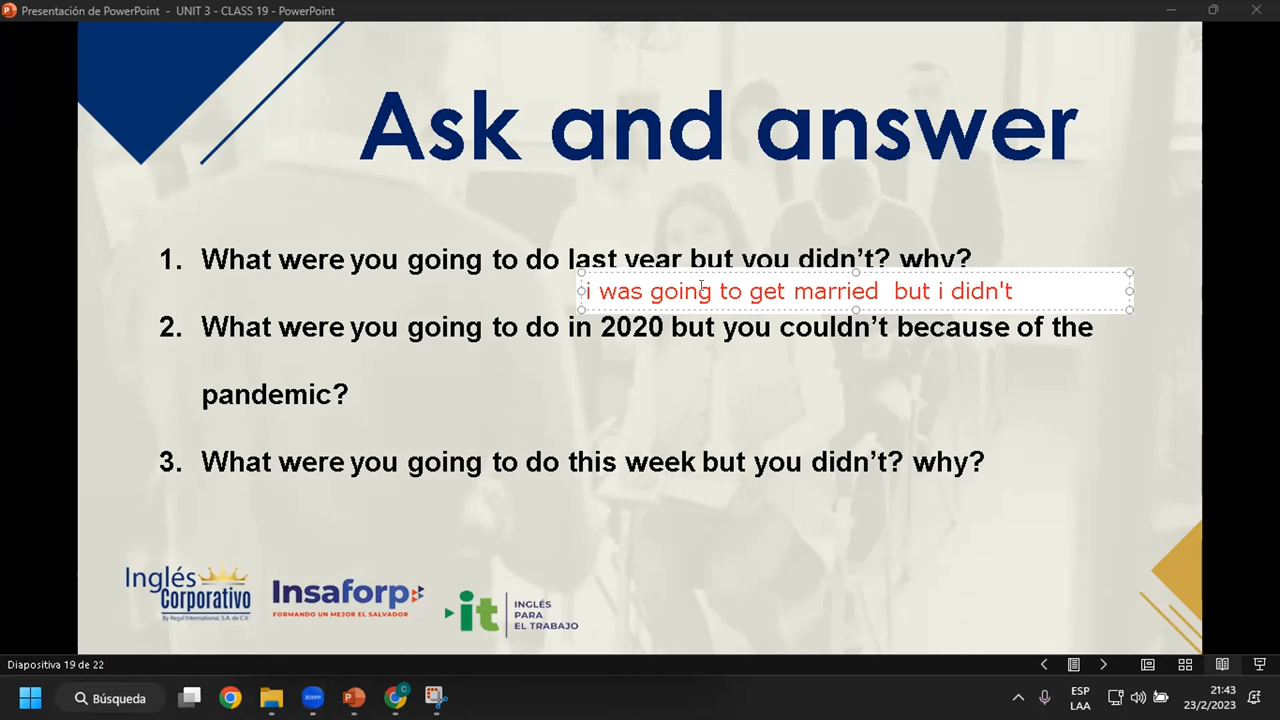 Presentación de PowerPoint - UNIT 3 - CLASS 19 - PowerPoint
Ask and answer
1. What were you going to do last year but you didn’t? why?
i was going to get married  but i didn't
2. What were you going to do in 2020 but you couldn’t because of the
pandemic?
3. What were you going to do this week but you didn’t? why?
Inglés
Corporativo
By Regal International, S.A. de C.V.
Insaforp
FORMANDO UN MEJOR EL SALVADOR
it
INGLÉS
PARA
EL TRABAJO
Diapositiva 19 de 22
Búsqueda
zoom
ESP
LAA
21:43
23/2/2023